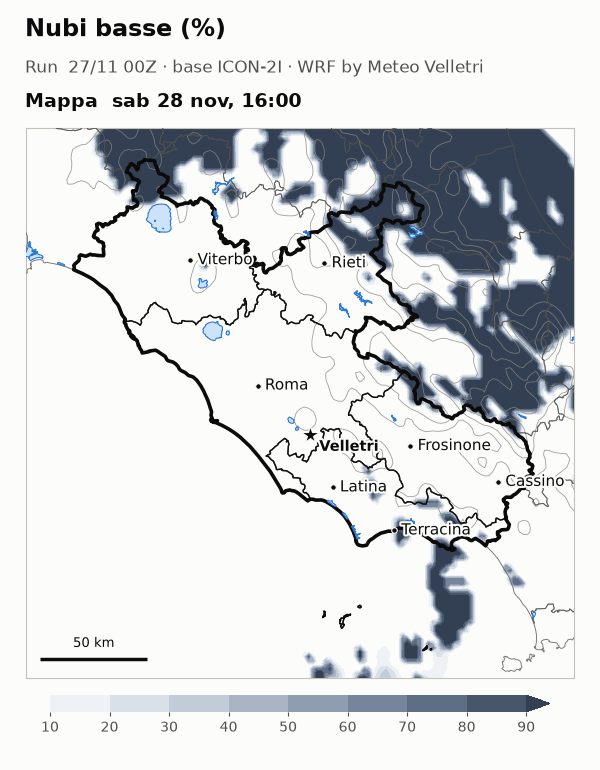 Nubi basse (%)
Run 27/11 00Z · base ICON-2I · WRF by Meteo Velletri
Mappa sab 28 nov, 16:00
Viterbo
Rieti
Roma
Velletri
Frosinone
Cassino
Latina
Terracina
50 km
10 20 30 40 50 60 70 80 90